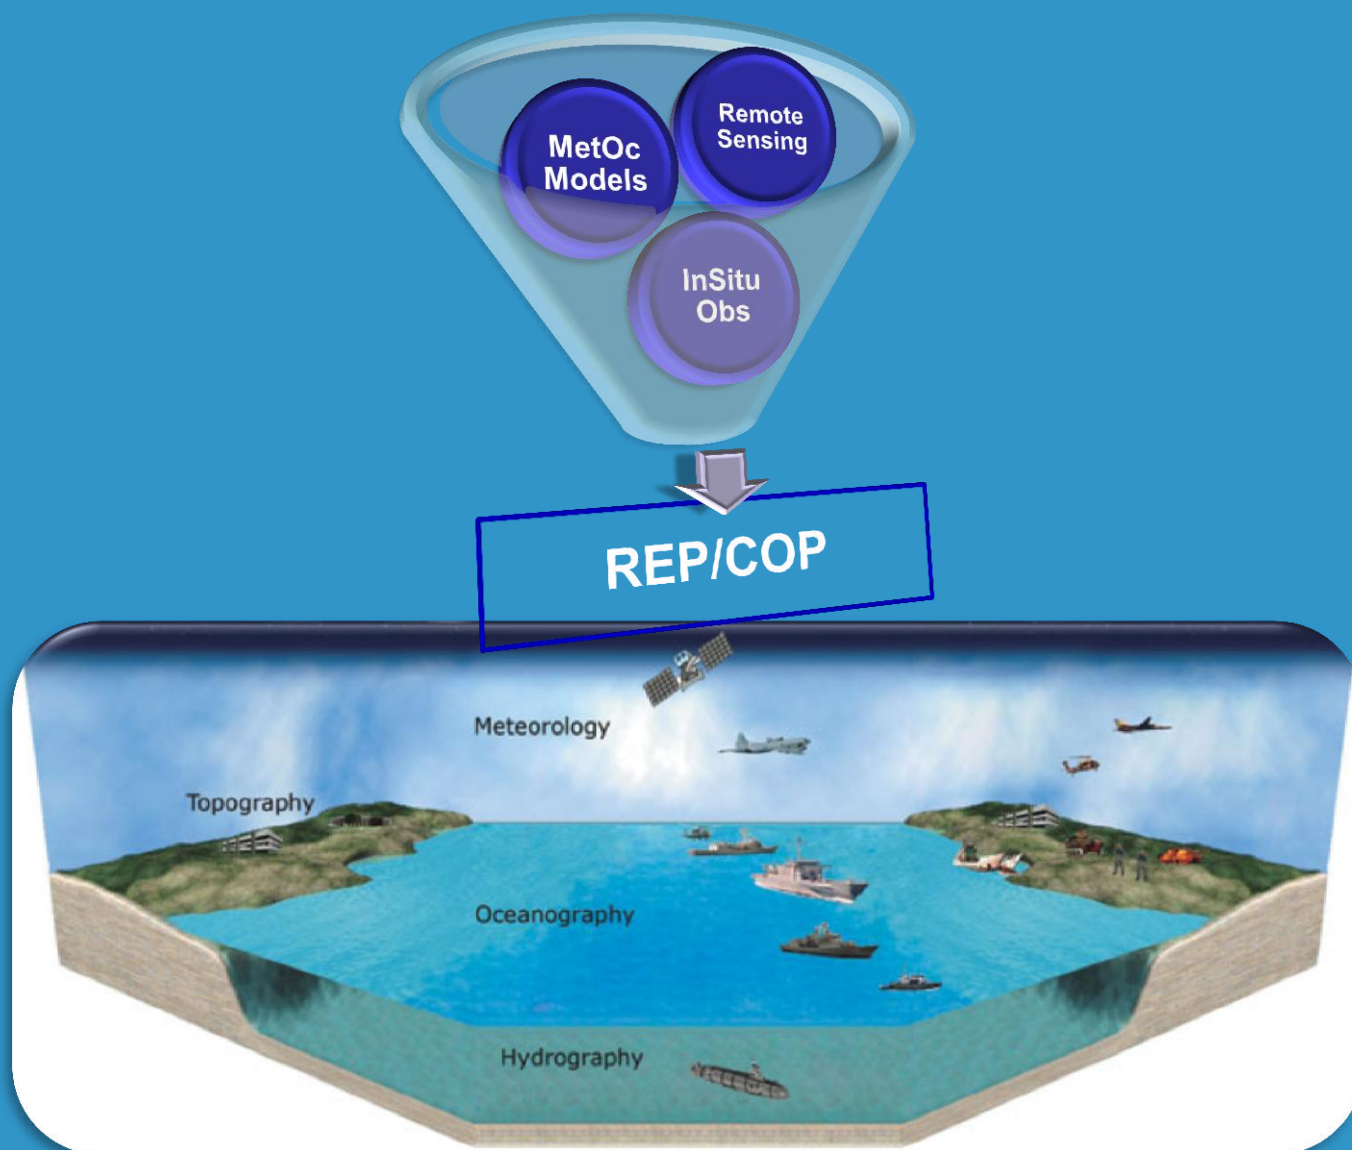 Remote
Sensing
MetOc
Models
InSitu
Obs
REP/COP
Meteorology
Topography
Oceanography
Hydrography